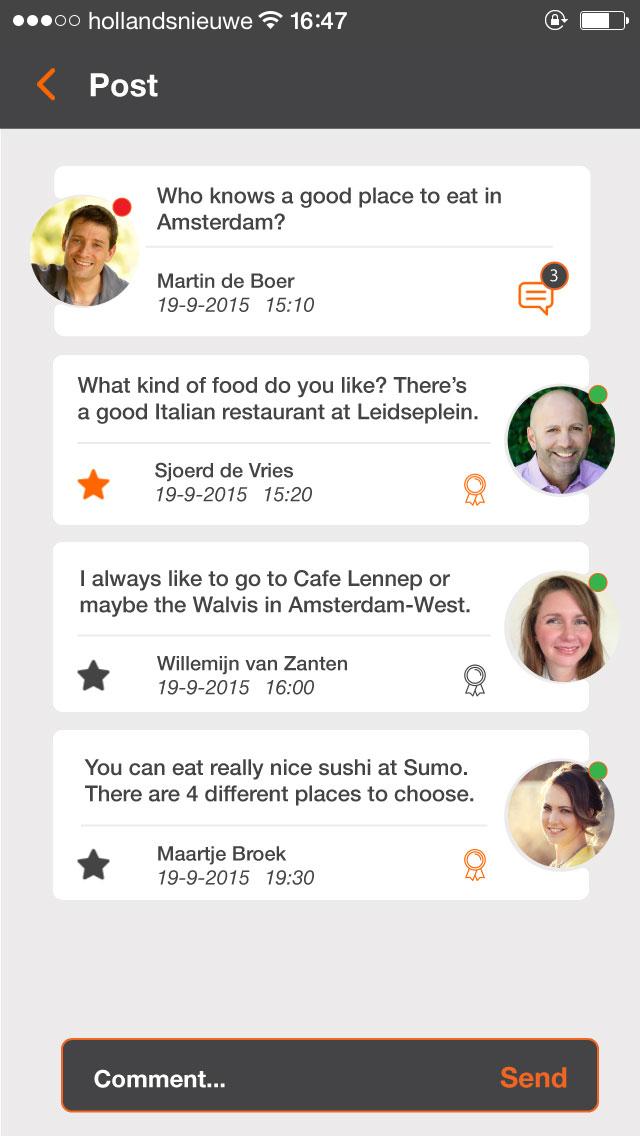 hollandsnieuwe 16:47
Post
Who knows a good place to eat in
Amsterdam?
Martin de Boer
19-9-2015 15:10
3
What kind of food do you like? There’s
a good Italian restaurant at Leidseplein.
Sjoerd de Vries
19-9-2015 15:20
I always like to go to Cafe Lennep or
maybe the Walvis in Amsterdam-West.
Willemijn van Zanten
19-9-2015 16:00
You can eat really nice sushi at Sumo.
There are 4 different places to choose.
Maartje Broek
19-9-2015 19:30
Comment... Send